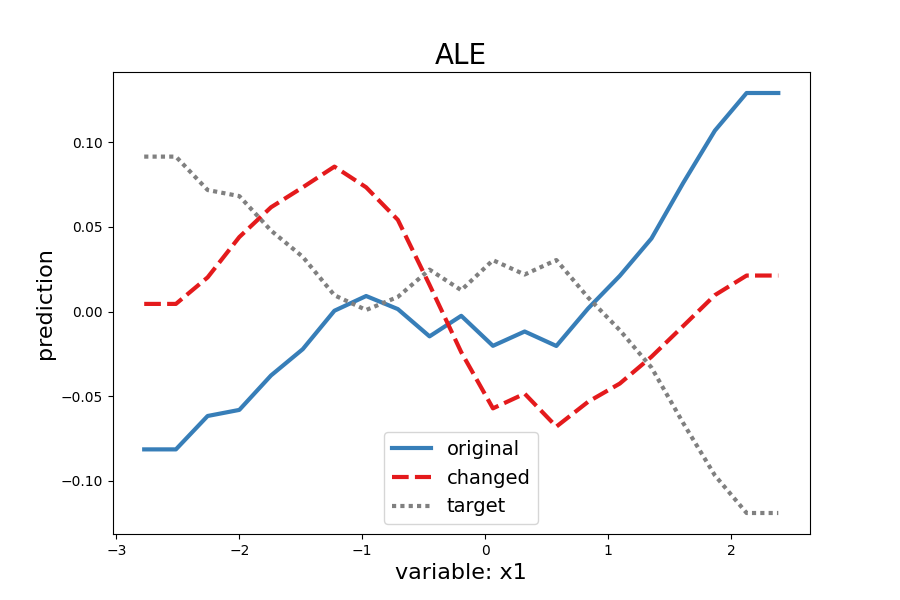 ALE
prediction
0.10
0.05
0.00
−0.05
−0.10
original
changed
target
−3
−2
−1
0
1
2
variable: x1